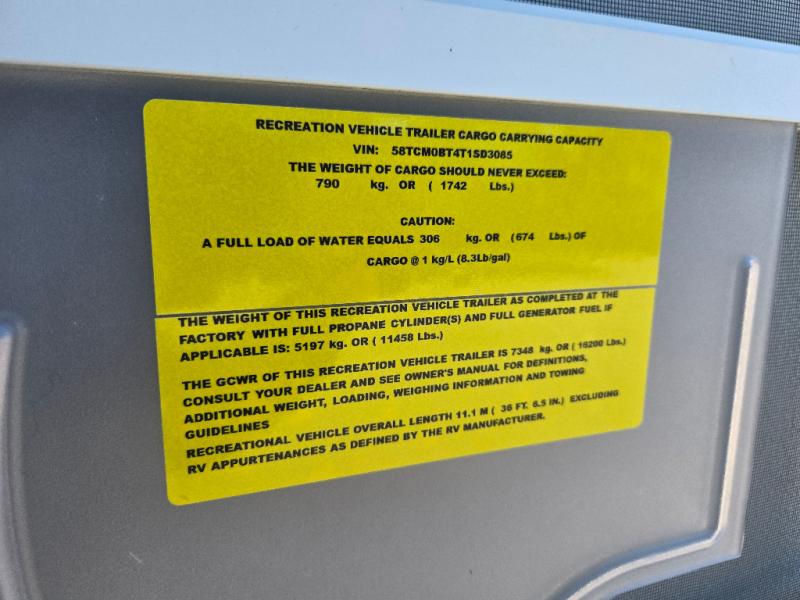 RECREATION VEHICLE TRAILER CARGO CARRYING CAPACITY
VIN: 58TCM0BT4T1SD3085
THE WEIGHT OF CARGO SHOULD NEVER EXCEED:
790 kg. OR ( 1742 Lbs.)
CAUTION:
A FULL LOAD OF WATER EQUALS 306 kg. OR (674 Lbs.) OF
CARGO @ 1 kg/L (8.3Lb/gal)
THE WEIGHT OF THIS RECREATION VEHICLE TRAILER AS COMPLETED AT THE
FACTORY WITH FULL PROPANE CYLINDER(S) AND FULL GENERATOR FUEL IF
APPLICABLE IS: 5197 kg. OR ( 11458 Lbs.)
THE GCWR OF THIS RECREATION VEHICLE TRAILER IS 7348 kg. OR ( 16200 Lbs.)
CONSULT YOUR DEALER AND SEE OWNER'S MANUAL FOR DEFINITIONS,
ADDITIONAL WEIGHT, LOADING, WEIGHING INFORMATION AND TOWING
GUIDELINES
RECREATIONAL VEHICLE OVERALL LENGTH 11.1 M ( 36 FT. 6.5 IN.) EXCLUDING
RV APPURTENANCES AS DEFINED BY THE RV MANUFACTURER.